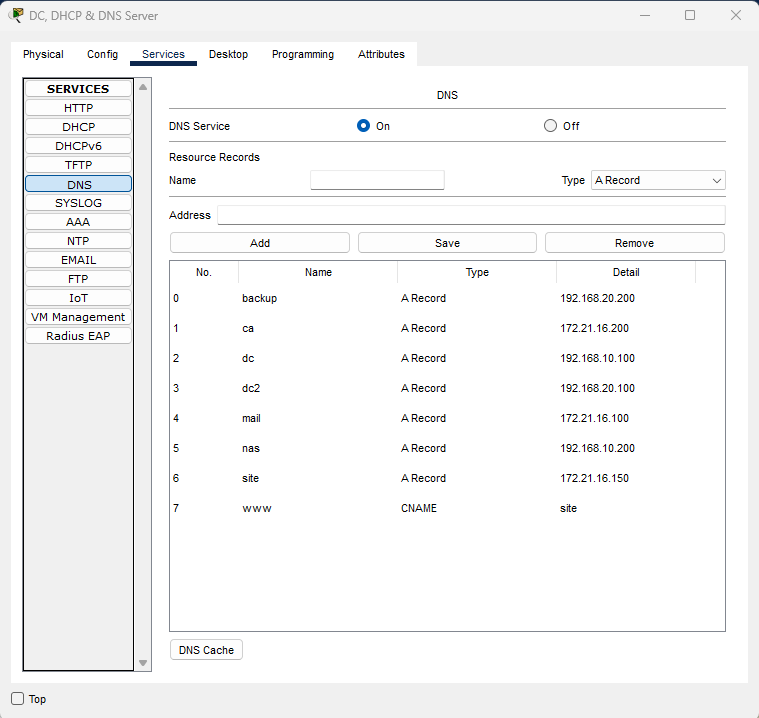 DC, DHCP & DNS Server
Physical Config Services Desktop Programming Attributes
SERVICES
HTTP
DHCP
DHCPv6
TFTP
DNS
SYSLOG
AAA
NTP
EMAIL
FTP
IoT
VM Management
Radius EAP
DNS
DNS Service On Off
Resource Records
Name Type A Record
Address
Add Save Remove
No. Name Type Detail
0 backup A Record 192.168.20.200
1 ca A Record 172.21.16.200
2 dc A Record 192.168.10.100
3 dc2 A Record 192.168.20.100
4 mail A Record 172.21.16.100
5 nas A Record 192.168.10.200
6 site A Record 172.21.16.150
7 www CNAME site
DNS Cache
Top